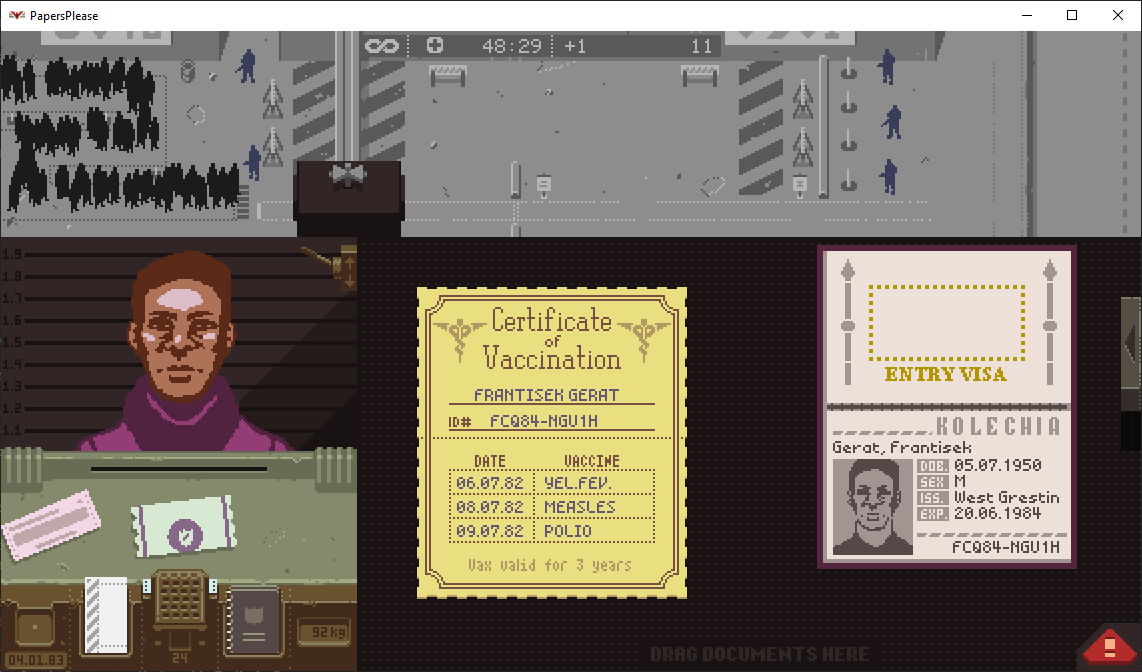 PapersPlease
48:29 +1 11
1.9
1.8
1.7
1.6
1.5
1.4
1.3
1.2
1.1
Certificate
of
Vaccination
FRANTISEK GERAT
ID# FCQ84-NGU1H
DATE VACCINE
06.07.82 YEL.FEV.
08.07.82 MEASLES
09.07.82 POLIO
Vax valid for 3 years
ENTRY VISA
KOLECHIA
Gerat, Frantisek
DOB. 05.07.1950
SEX M
ISS. West Grestin
EXP. 20.06.1984
FCQ84-NGU1H
92kg
04.01.83
24
DRAG DOCUMENTS HERE